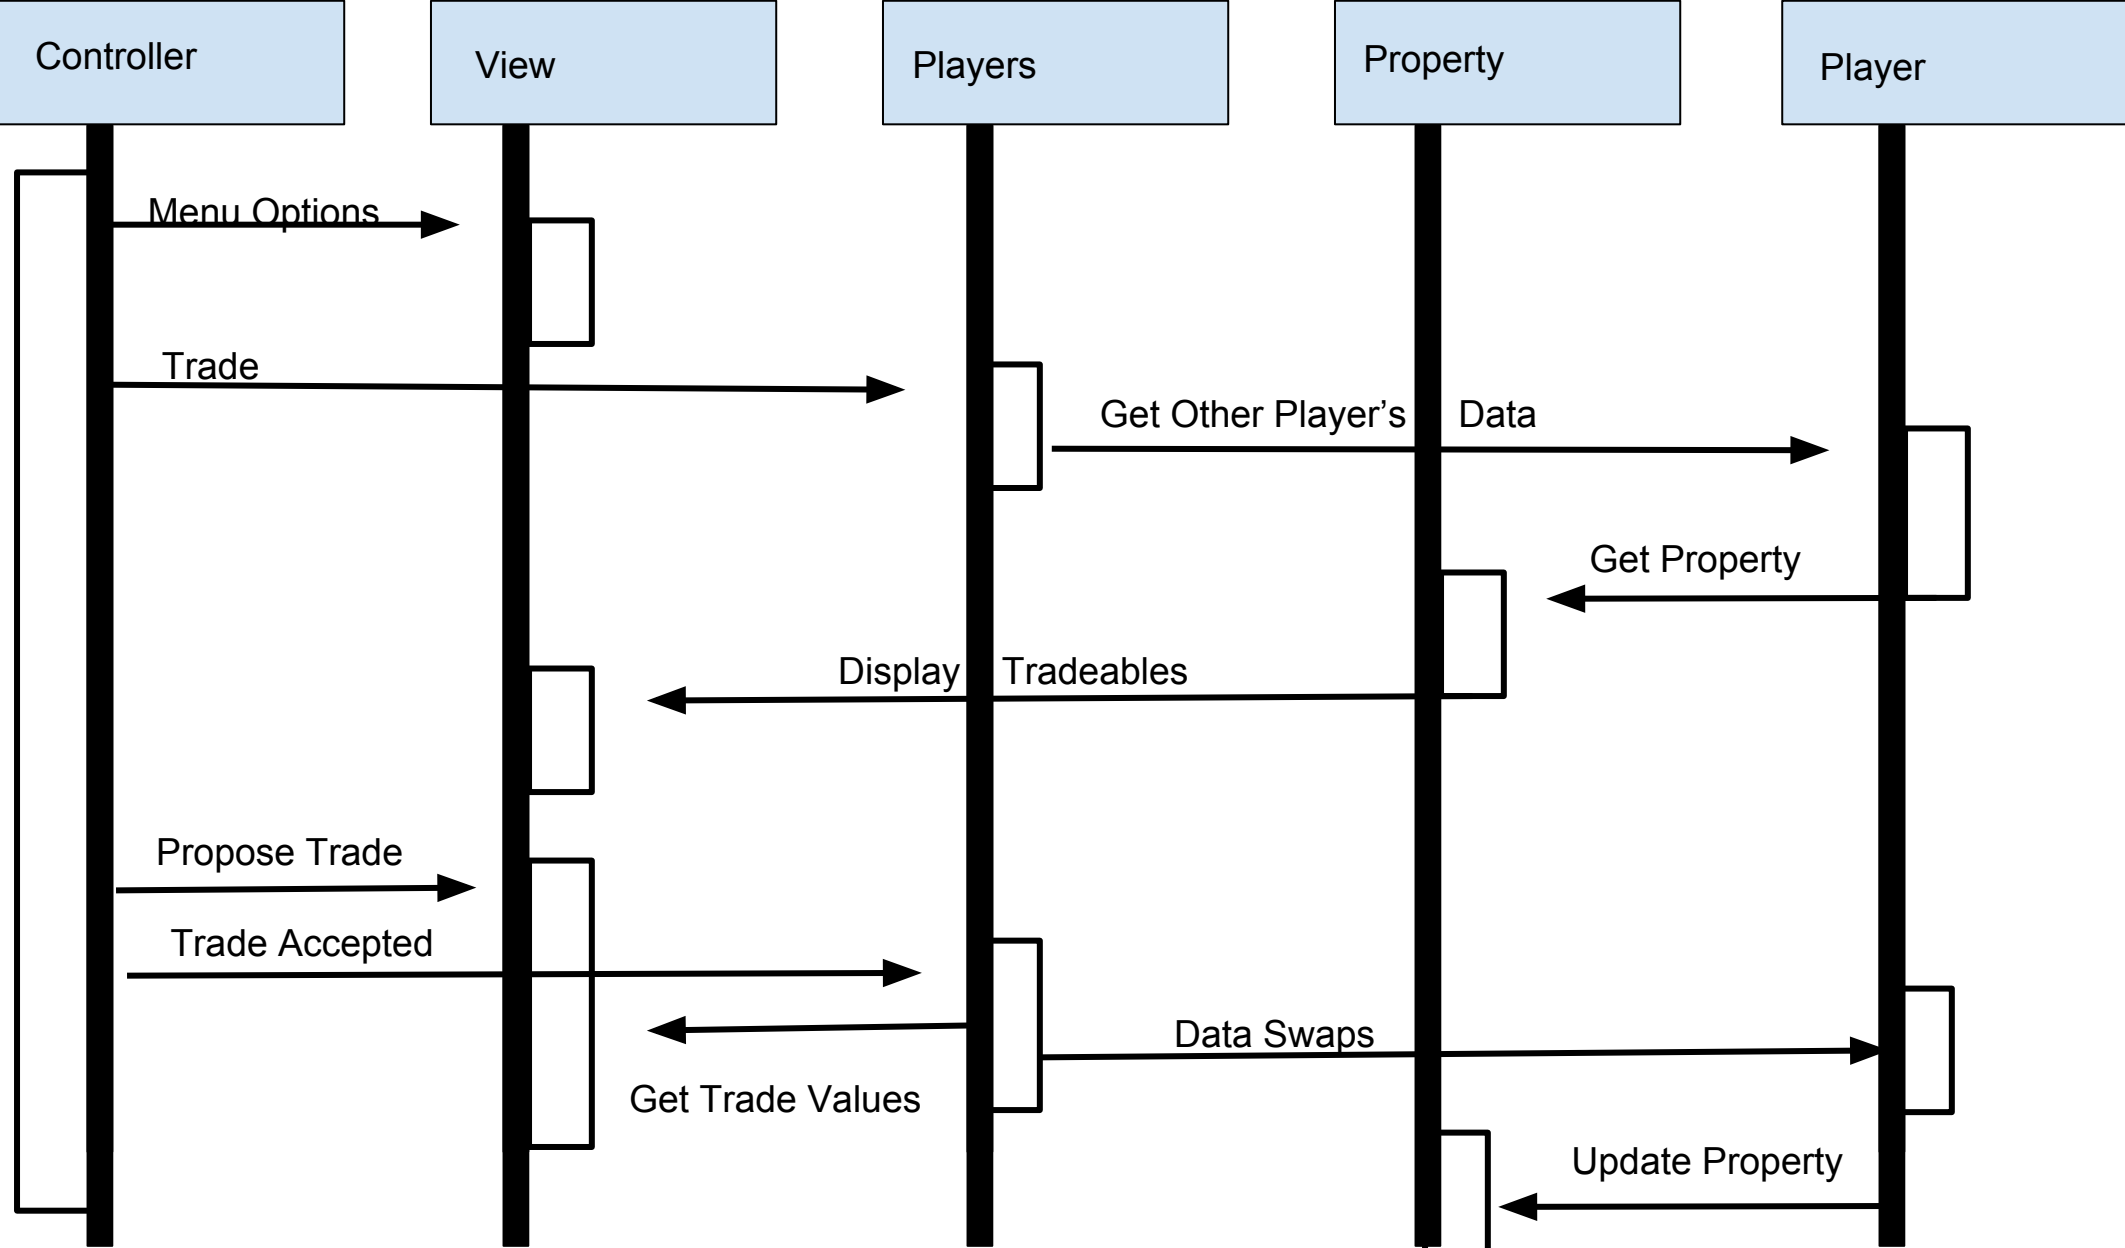 Controller
View
Players
Property
Player
Menu Options
Trade
Get Other Player’s Data
Get Property
Display Tradeables
Propose Trade
Trade Accepted
Data Swaps
Get Trade Values
Update Property